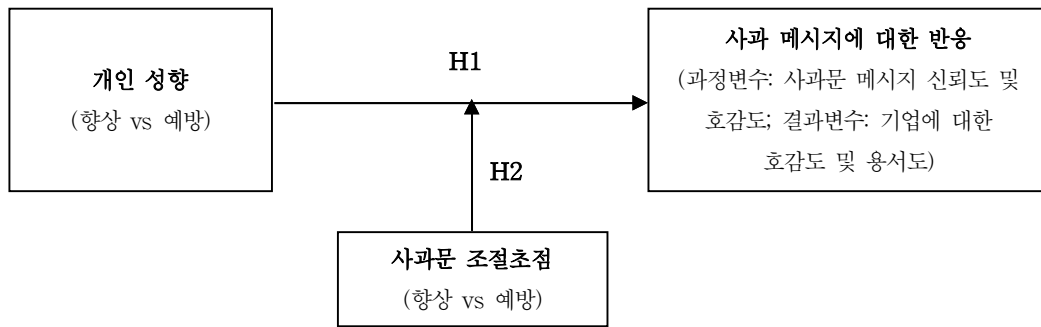 개인 성향
(향상 vs 예방)
H1
사과 메시지에 대한 반응
(과정변수: 사과문 메시지 신뢰도 및
호감도; 결과변수: 기업에 대한
호감도 및 용서도)
H2
사과문 조절초점
(향상 vs 예방)